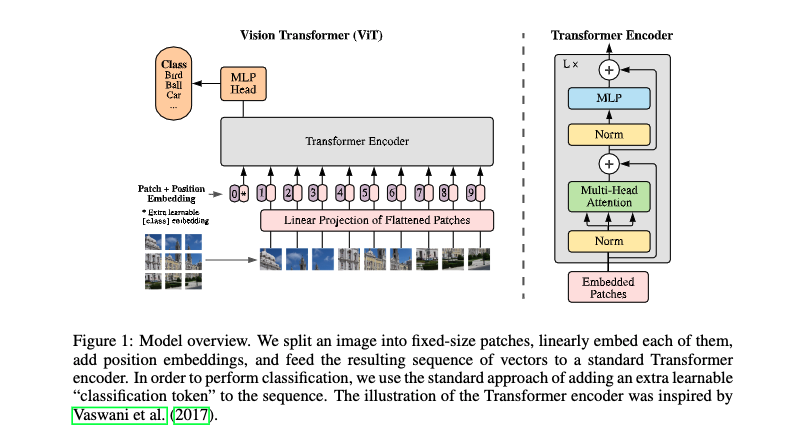 Vision Transformer (ViT)
Class
Bird
Ball
Car
...
MLP
Head
Transformer Encoder
Patch + Position
Embedding
* Extra learnable
[class] embedding
0 * 1 2 3 4 5 6 7 8 9
Linear Projection of Flattened Patches
Transformer Encoder
L ×
+
MLP
Norm
+
Multi-Head
Attention
Norm
Embedded
Patches
Figure 1: Model overview. We split an image into fixed-size patches, linearly embed each of them,
add position embeddings, and feed the resulting sequence of vectors to a standard Transformer
encoder. In order to perform classification, we use the standard approach of adding an extra learnable
“classification token” to the sequence. The illustration of the Transformer encoder was inspired by
Vaswani et al. (2017).